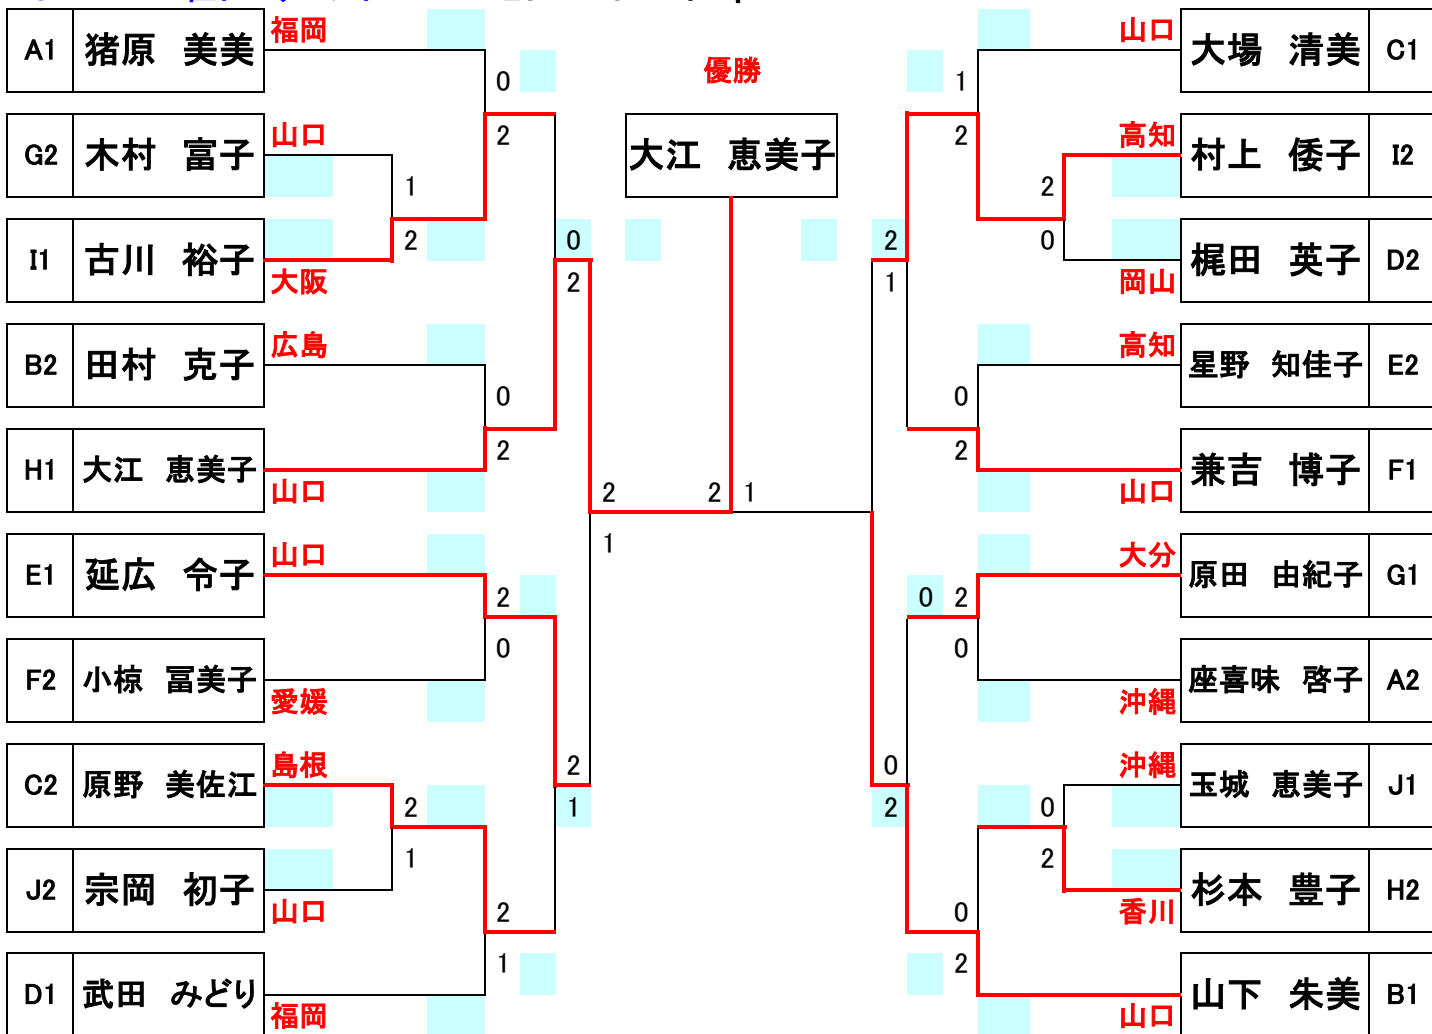 福岡
A1 猪原 美美
0
2
山口
G2 木村 富子
1
2
I1 古川 裕子
大阪
0
2
広島
B2 田村 克子
0
2
H1 大江 恵美子
山口
2
1
山口
E1 延広 令子
2
0
F2 小椋 冨美子
愛媛
2
1
島根
C2 原野 美佐江
2
1
J2 宗岡 初子
山口
2
1
D1 武田 みどり
福岡
優勝
大江 恵美子
2 1
山口
大場 清美 C1
1
2
高知
村上 倭子 I2
2
0
梶田 英子 D2
岡山
2
1
高知
星野 知佳子 E2
0
2
兼吉 博子 F1
山口
大分
原田 由紀子 G1
0 2
0
座喜味 啓子 A2
沖縄
0
2
沖縄
玉城 恵美子 J1
0
2
杉本 豊子 H2
香川
0
2
山下 朱美 B1
山口